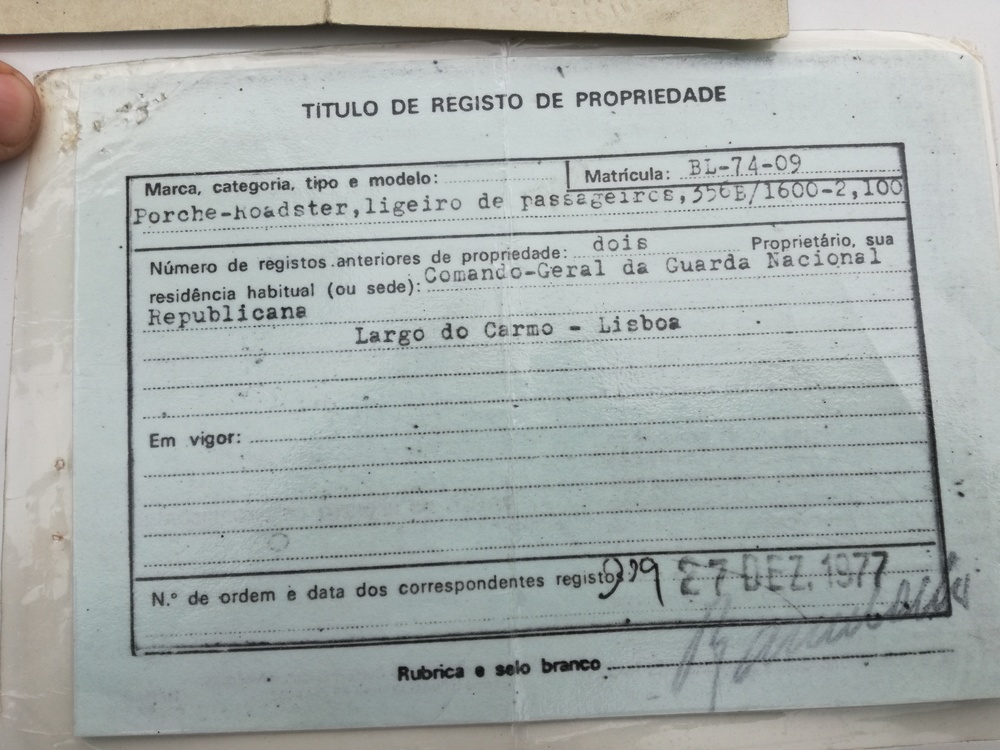 TÍTULO DE REGISTO DE PROPRIEDADE
Marca, categoria, tipo e modelo:
Matrícula: BL-74-09
Porche-Roadster, ligeiro de passageiros, 356B/1600-2,100
Número de registos anteriores de propriedade: dois Proprietário, sua
residência habitual (ou sede): Comando-Geral da Guarda Nacional
Republicana
Largo do Carmo - Lisboa
Em vigor:
N.º de ordem e data dos correspondentes registos 27 DEZ. 1977
Rubrica e selo branco